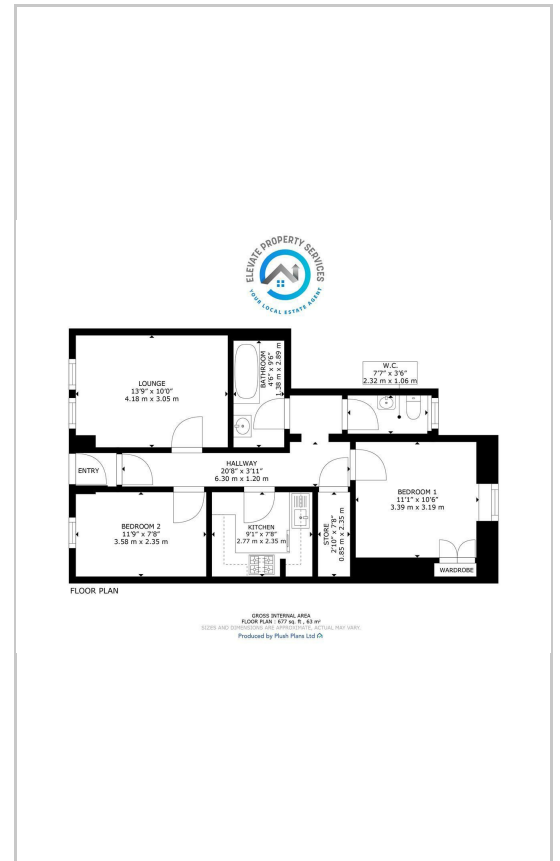 ELEVATE PROPERTY SERVICES
YOUR LOCAL ESTATE AGENT
LOUNGE
13'9" x 10'0"
4.18 m x 3.05 m
BATHROOM
4'6" x 9'6"
1.38 m x 2.89 m
W.C.
7'7" x 3'6"
2.32 m x 1.06 m
ENTRY
HALLWAY
20'8" x 3'11"
6.30 m x 1.20 m
BEDROOM 1
11'1" x 10'6"
3.39 m x 3.19 m
BEDROOM 2
11'9" x 7'8"
3.58 m x 2.35 m
KITCHEN
9'1" x 7'8"
2.77 m x 2.35 m
STORE
2'10" x 7'8"
0.85 m x 2.35 m
WARDROBE
FLOOR PLAN
GROSS INTERNAL AREA
FLOOR PLAN : 677 sq. ft , 63 m²
SIZES AND DIMENSIONS ARE APPROXIMATE, ACTUAL MAY VARY.
Produced by Plush Plans Ltd